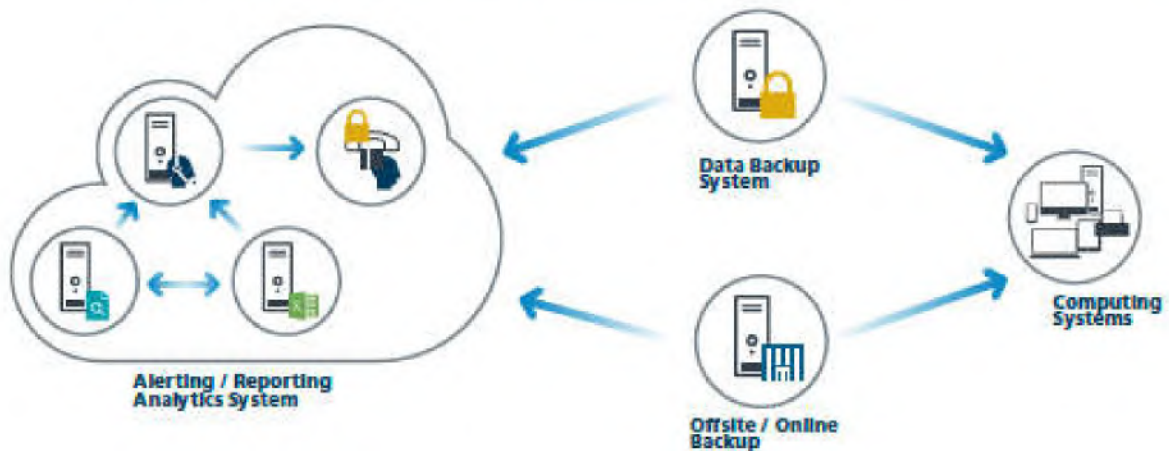 Data Backup
System
Computing
Systems
Alerting / Reporting
Analytics System
Offsite / Online
Backup